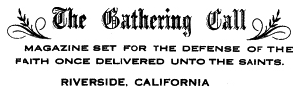 The Gathering Call
MAGAZINE SET FOR THE DEFENSE OF THE
FAITH ONCE DELIVERED UNTO THE SAINTS.
RIVERSIDE, CALIFORNIA